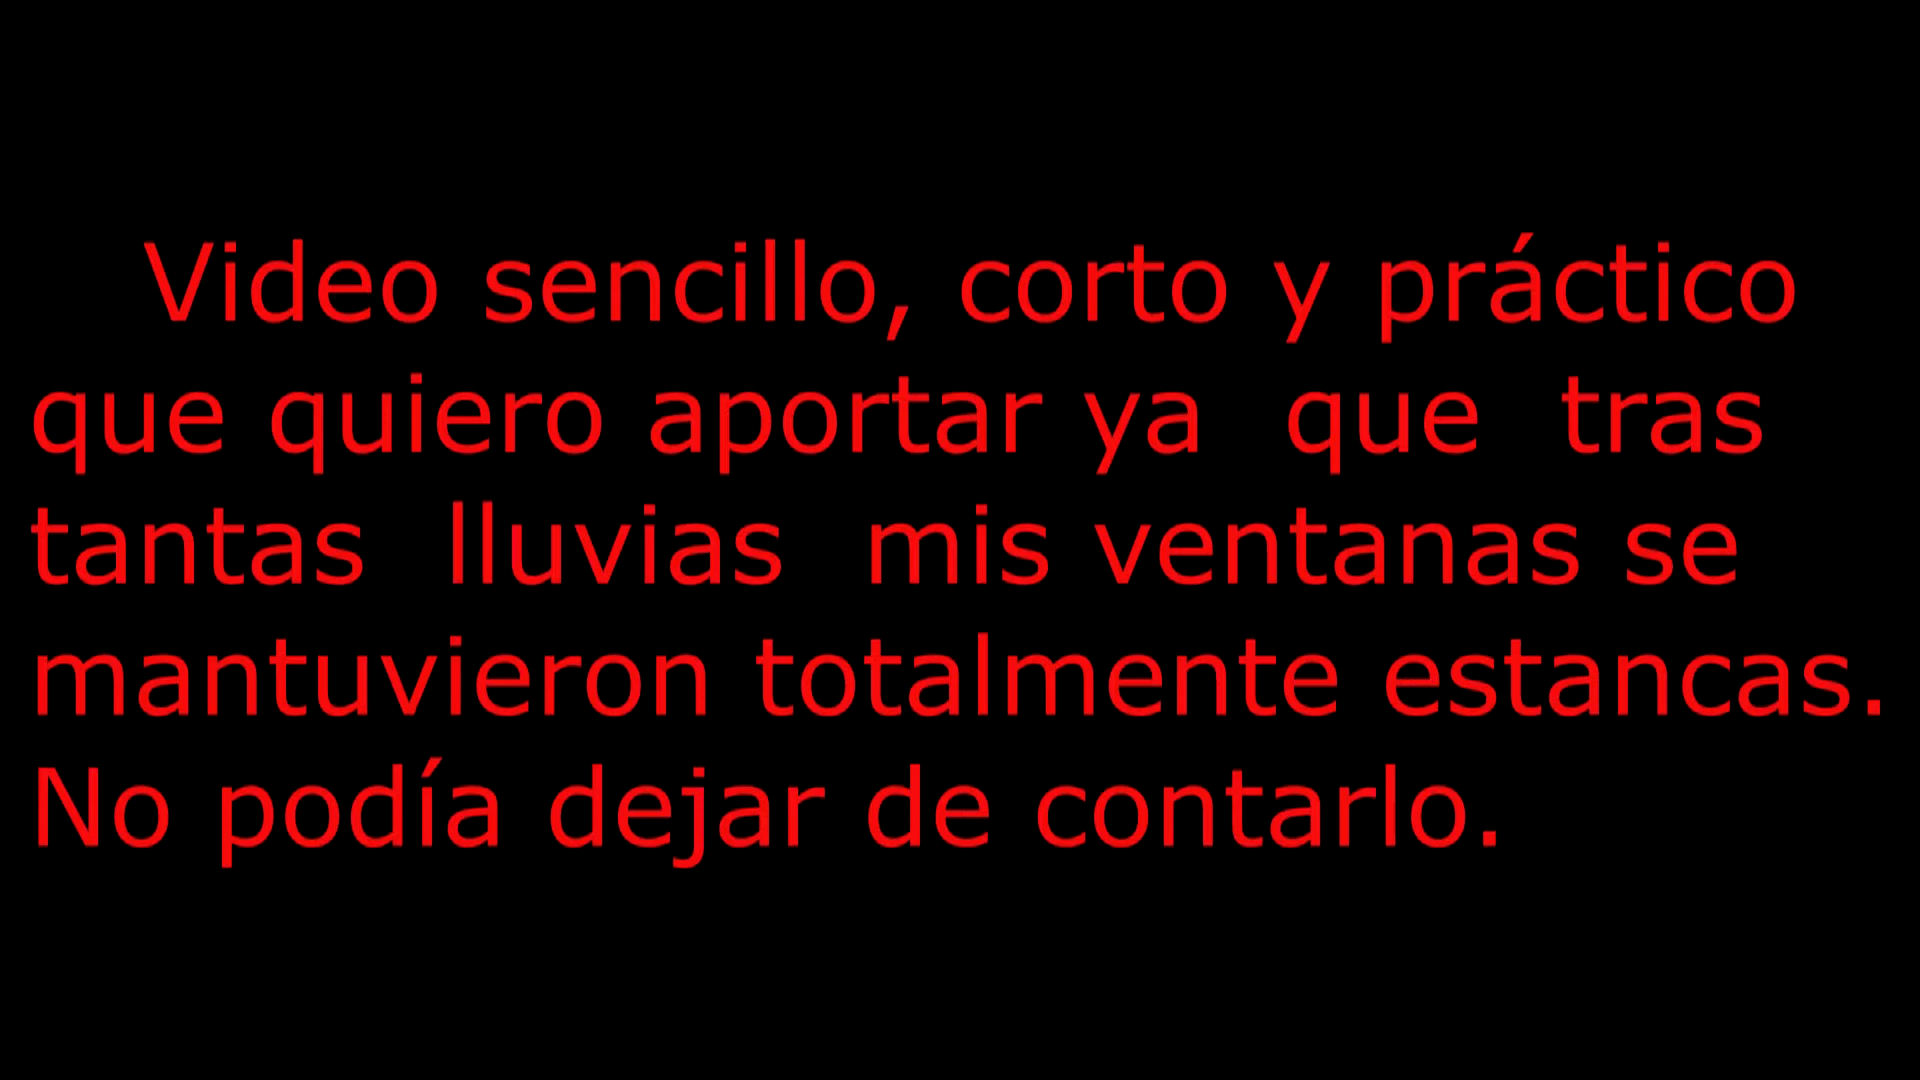 Video sencillo, corto y práctico
que quiero aportar ya que tras
tantas lluvias mis ventanas se
mantuvieron totalmente estancas.
No podía dejar de contarlo.